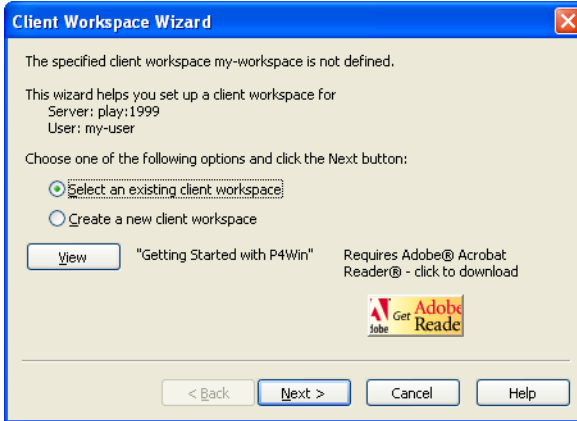 Client Workspace Wizard
The specified client workspace my-workspace is not defined.
This wizard helps you set up a client workspace for
Server: play:1999
User: my-user
Choose one of the following options and click the Next button:
Select an existing client workspace
Create a new client workspace
View "Getting Started with P4Win" Requires Adobe® Acrobat
Reader® - click to download
Get Adobe
dobe Reade
< Back Next > Cancel Help